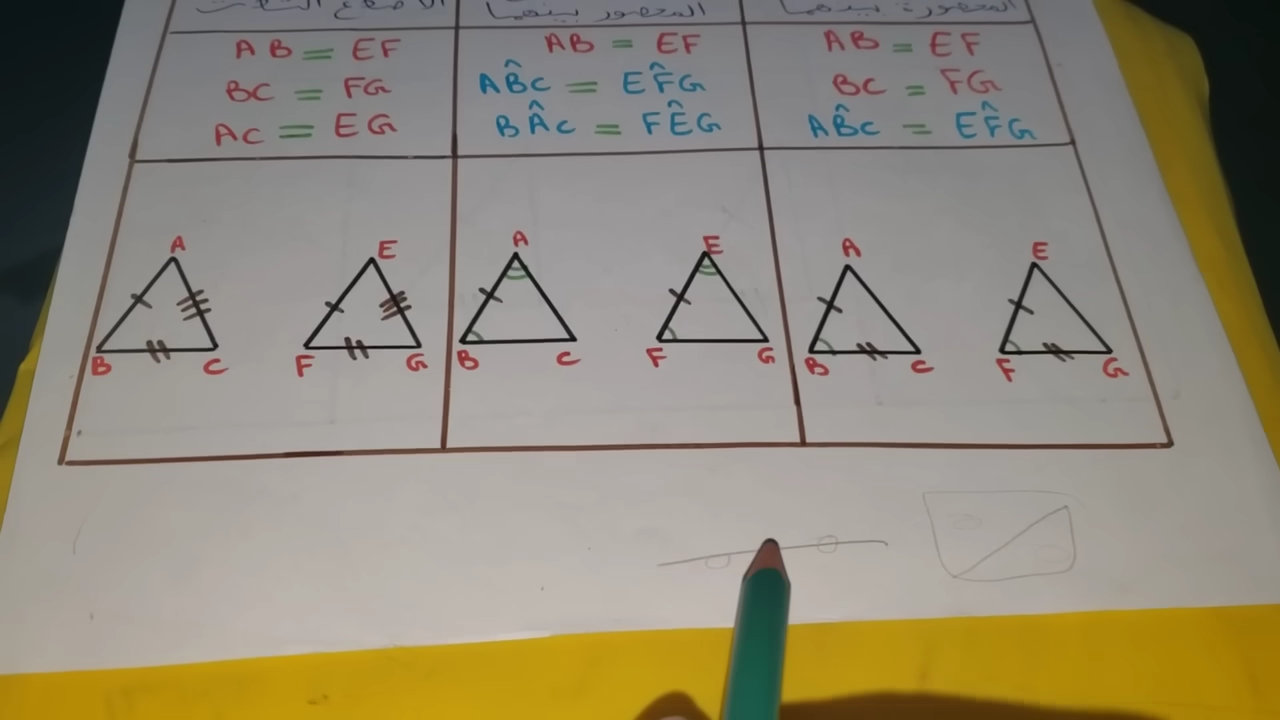 المحصورة بينهما
المحصور بينهما
AB = EF
BC = FG
AB̂C = EF̂G
AB = EF
AB̂C = EF̂G
BÂC = FÊG
AB = EF
BC = FG
AC = EG
A
B
C
E
F
G
A
B
C
E
F
G
A
B
C
E
F
G